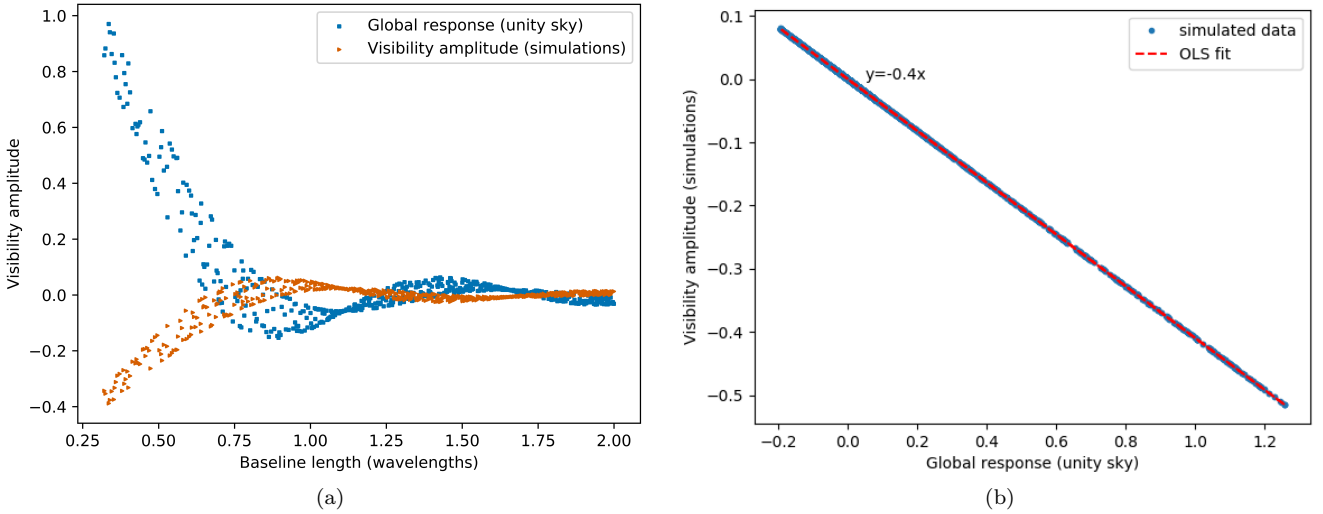 1.0
0.8
0.6
0.4
0.2
0.0
−0.2
−0.4
Visibility amplitude
Global response (unity sky)
Visibility amplitude (simulations)
0.25 0.50 0.75 1.00 1.25 1.50 1.75 2.00
Baseline length (wavelengths)
(a)
0.1
0.0
−0.1
−0.2
−0.3
−0.4
−0.5
Visibility amplitude (simulations)
simulated data
OLS fit
y=-0.4x
−0.2 0.0 0.2 0.4 0.6 0.8 1.0 1.2
Global response (unity sky)
(b)